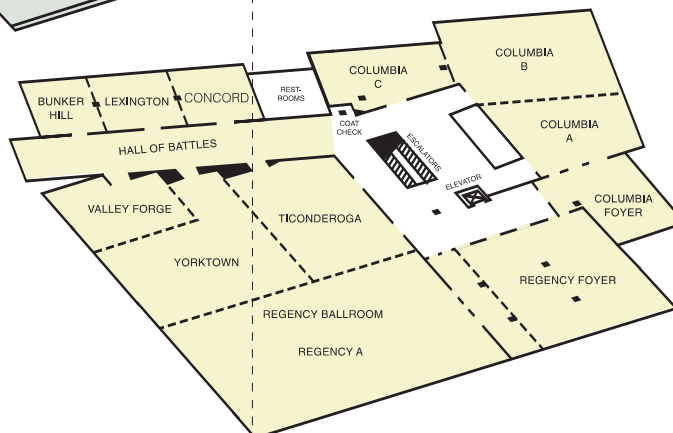 COLUMBIA
B
COLUMBIA
C
REST-
ROOMS
BUNKER
HILL
LEXINGTON
CONCORD
COAT
CHECK
COLUMBIA
A
HALL OF BATTLES
ESCALATORS
ELEVATOR
COLUMBIA
FOYER
VALLEY FORGE
TICONDEROGA
YORKTOWN
REGENCY FOYER
REGENCY BALLROOM
REGENCY A